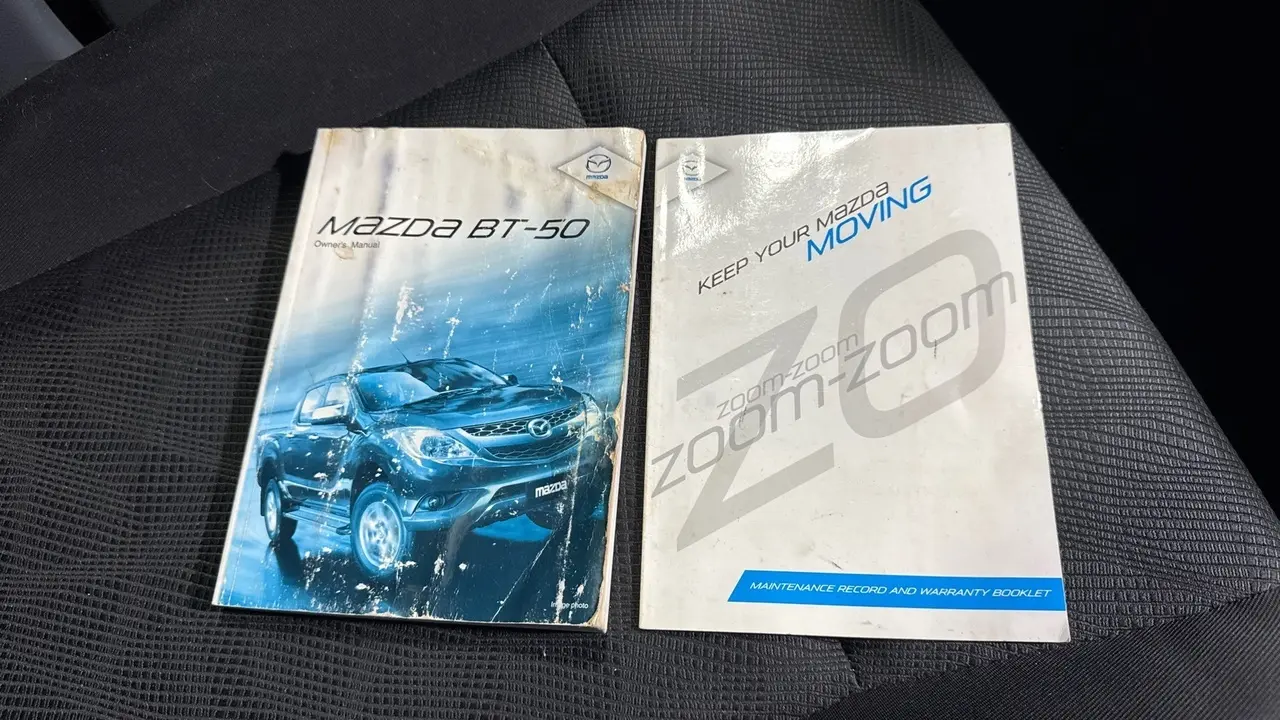 mazda
MAZDA BT-50
Owner's Manual
mazda
Image photo
KEEP YOUR MAZDA
MOVING
ZO
zoom-zoom
zoom-zoom
MAINTENANCE RECORD AND WARRANTY BOOKLET